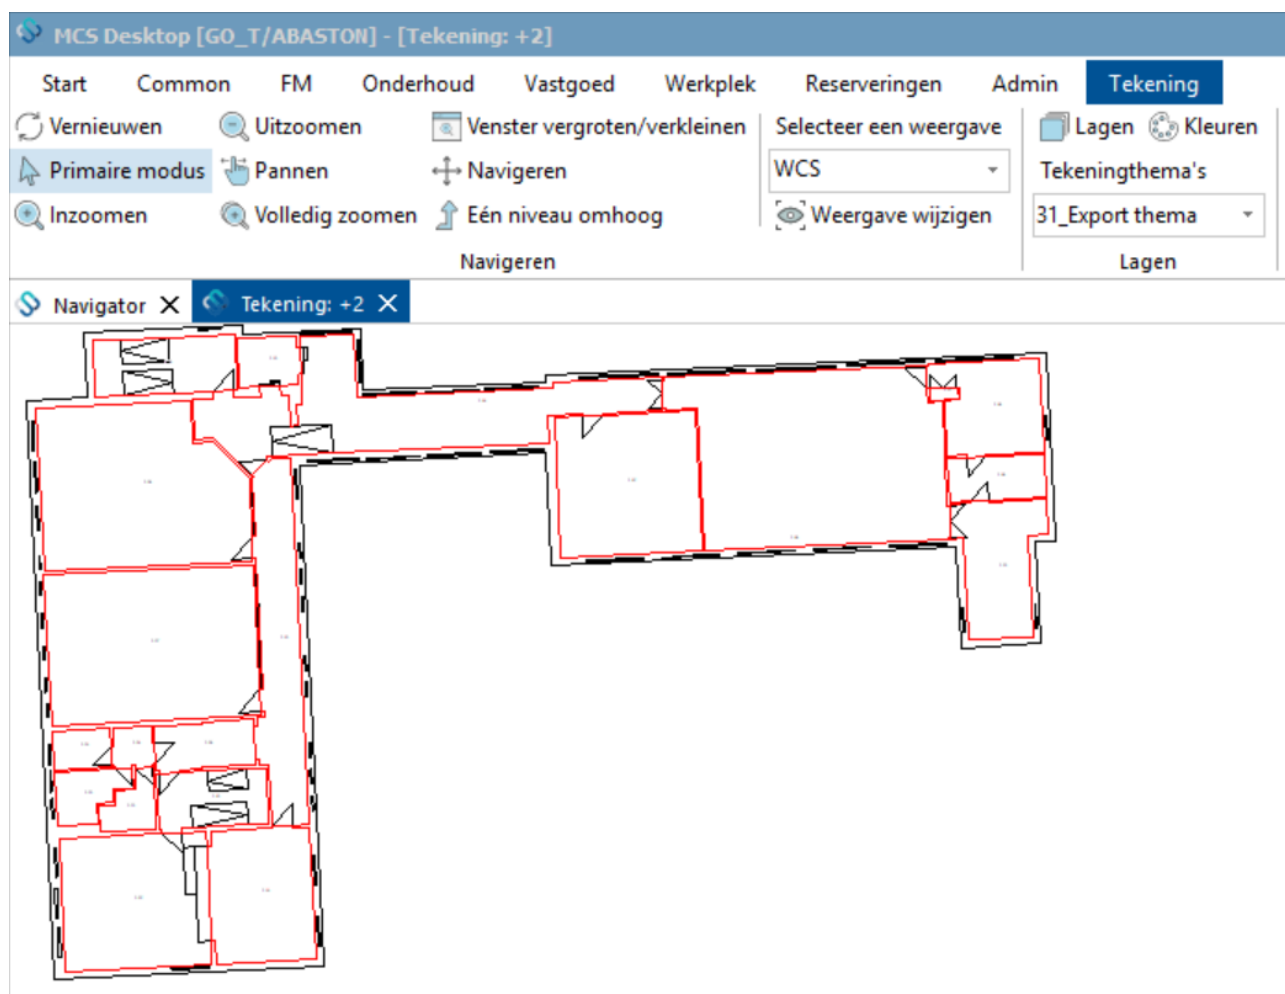 MCS Desktop [GO_T/ABASTON] - [Tekening: +2]
Start Common FM Onderhoud Vastgoed Werkplek Reserveringen Admin Tekening
Vernieuwen Uitzoomen Venster vergroten/verkleinen Selecteer een weergave Lagen Kleuren
Primaire modus Pannen Navigeren WCS Tekeningthema's
Inzoomen Volledig zoomen Eén niveau omhoog Weergave wijzigen 31_Export thema
Navigeren Lagen
Navigator Tekening: +2